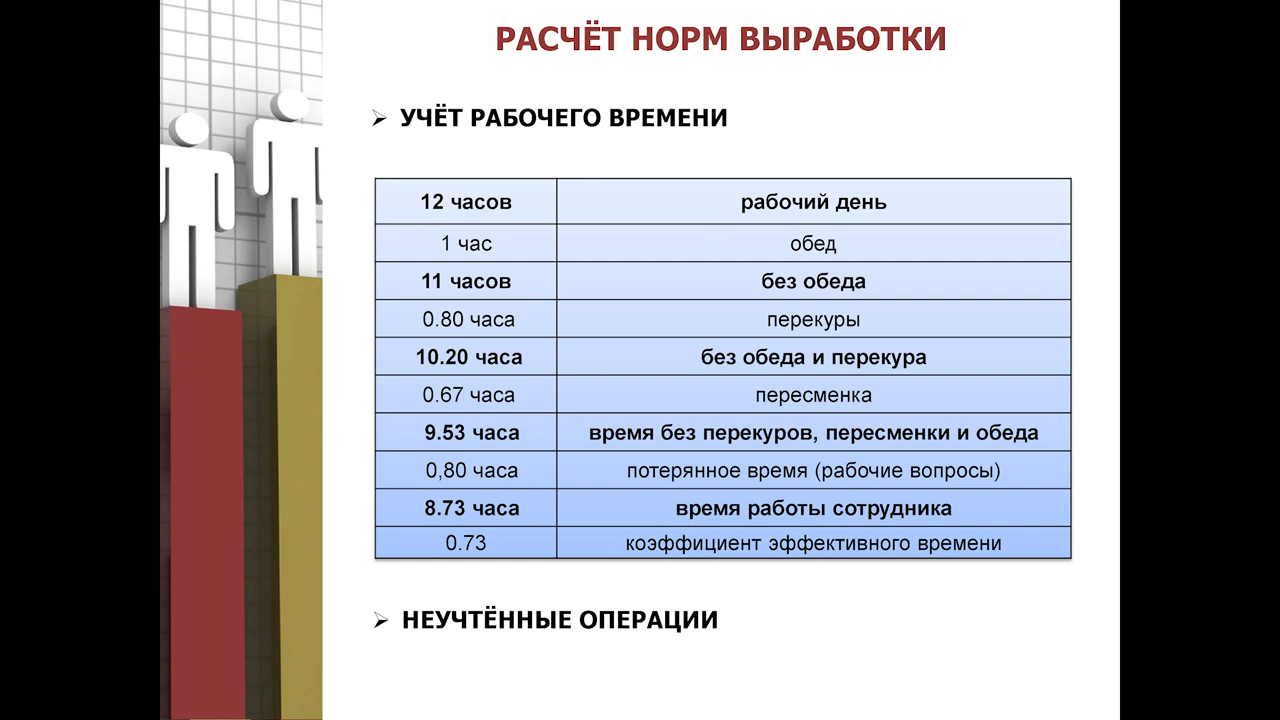 РАСЧЁТ НОРМ ВЫРАБОТКИ
УЧЁТ РАБОЧЕГО ВРЕМЕНИ
12 часов рабочий день
1 час обед
11 часов без обеда
0.80 часа перекуры
10.20 часа без обеда и перекура
0.67 часа пересменка
9.53 часа время без перекуров, пересменки и обеда
0,80 часа потерянное время (рабочие вопросы)
8.73 часа время работы сотрудника
0.73 коэффициент эффективного времени
НЕУЧТЁННЫЕ ОПЕРАЦИИ